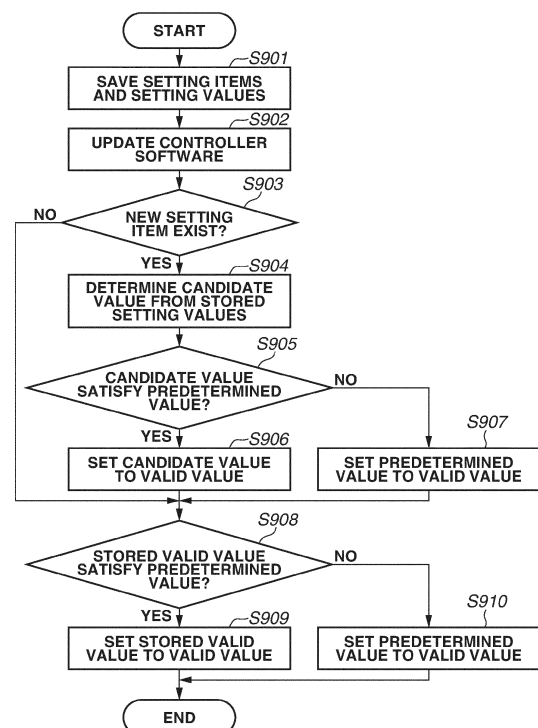 START
S901
SAVE SETTING ITEMS
AND SETTING VALUES
S902
UPDATE CONTROLLER
SOFTWARE
S903
NO
NEW SETTING
ITEM EXIST?
YES
S904
DETERMINE CANDIDATE
VALUE FROM STORED
SETTING VALUES
S905
CANDIDATE VALUE
SATISFY PREDETERMINED
VALUE?
NO
YES
S906
SET CANDIDATE VALUE
TO VALID VALUE
S907
SET PREDETERMINED
VALUE TO VALID VALUE
S908
STORED VALID VALUE
SATISFY PREDETERMINED
VALUE?
NO
YES
S909
SET STORED VALID
VALUE TO VALID VALUE
S910
SET PREDETERMINED
VALUE TO VALID VALUE
END